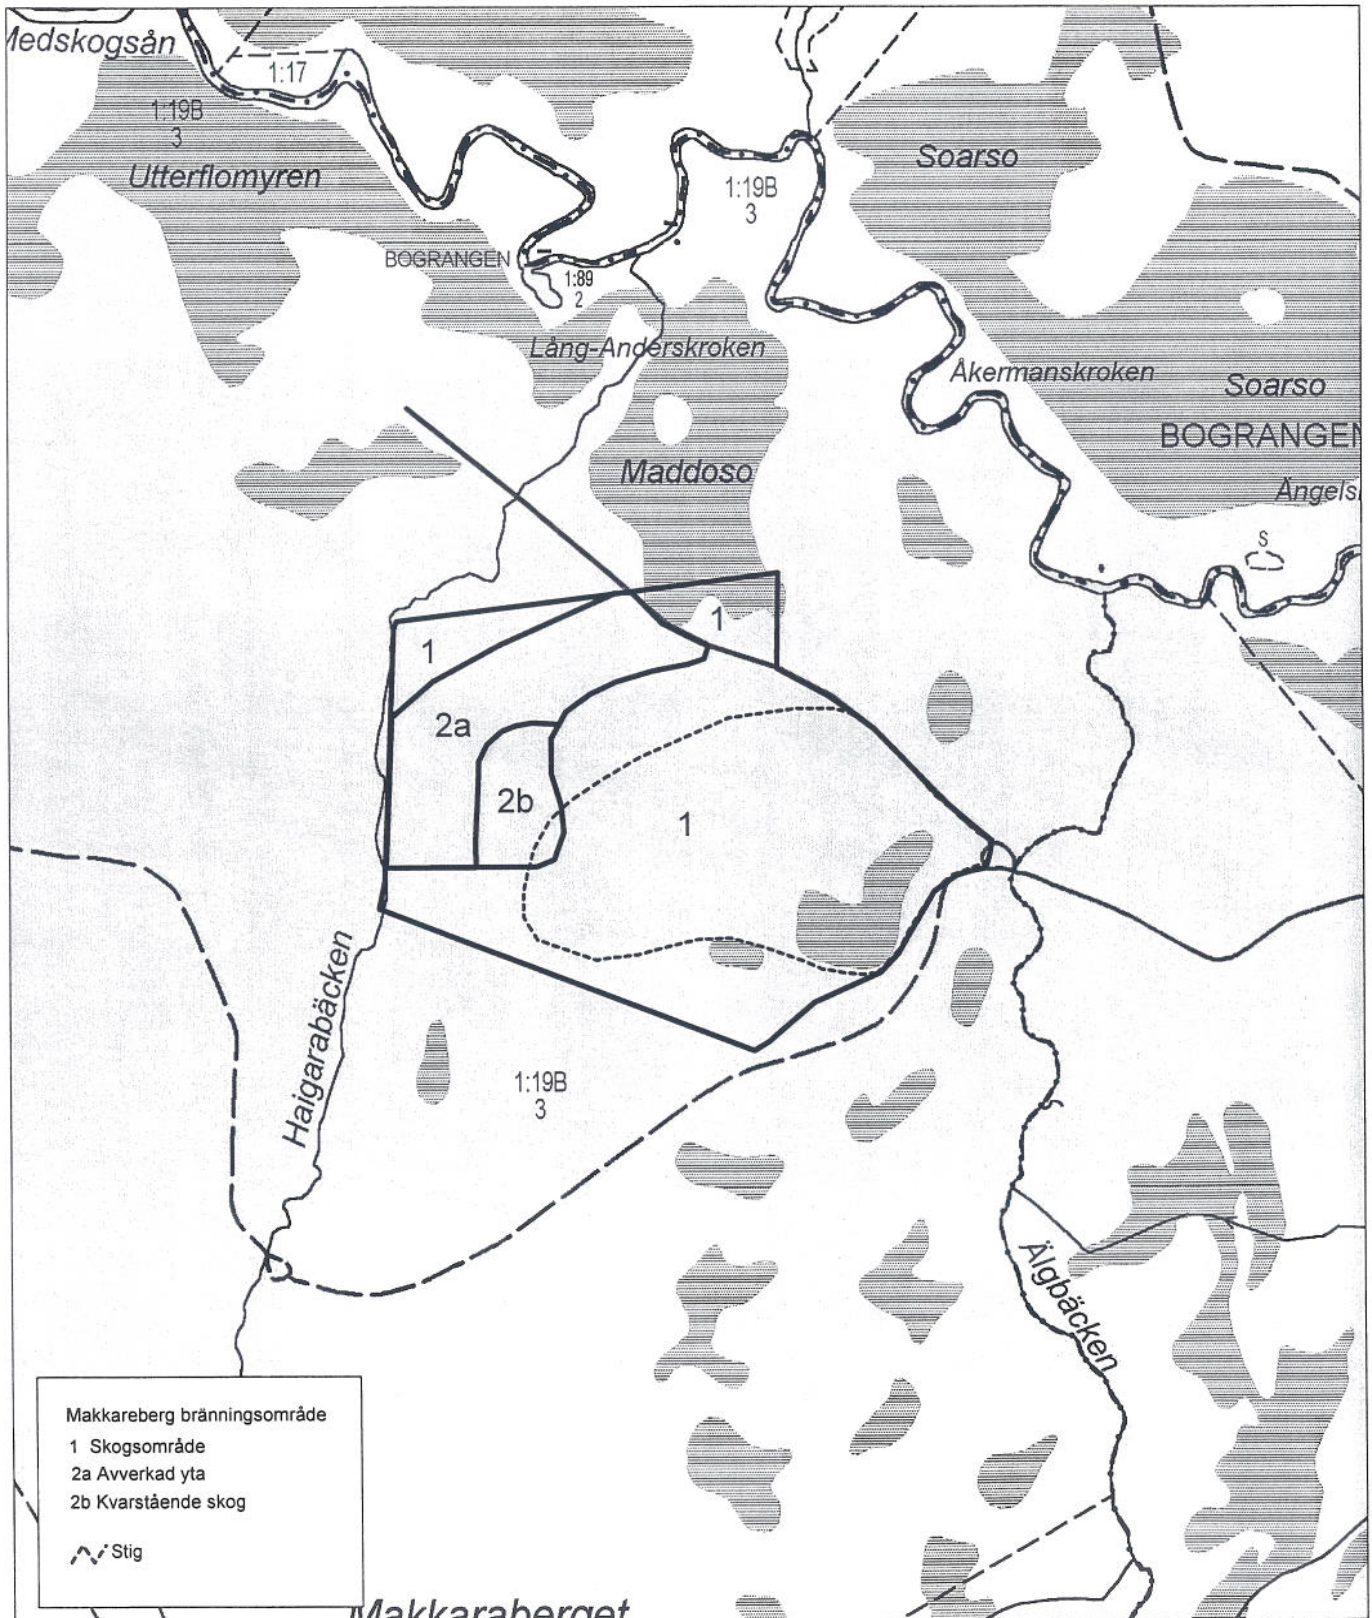 Medskogsån
1:17
1:19B
3
Utterflomyren
Soarso
1:19B
3
BOGRANGEN
1:89
2
Lång-Anderskroken
Åkermanskroken
Soarso
BOGRANGEN
Maddoso
Ängels
S
1
1
2a
2b
1
Haigarabäcken
1:19B
3
Älgbäcken
Makkareberg bränningsområde
1 Skogsområde
2a Avverkad yta
2b Kvarstående skog
Stig
Makkaraberget